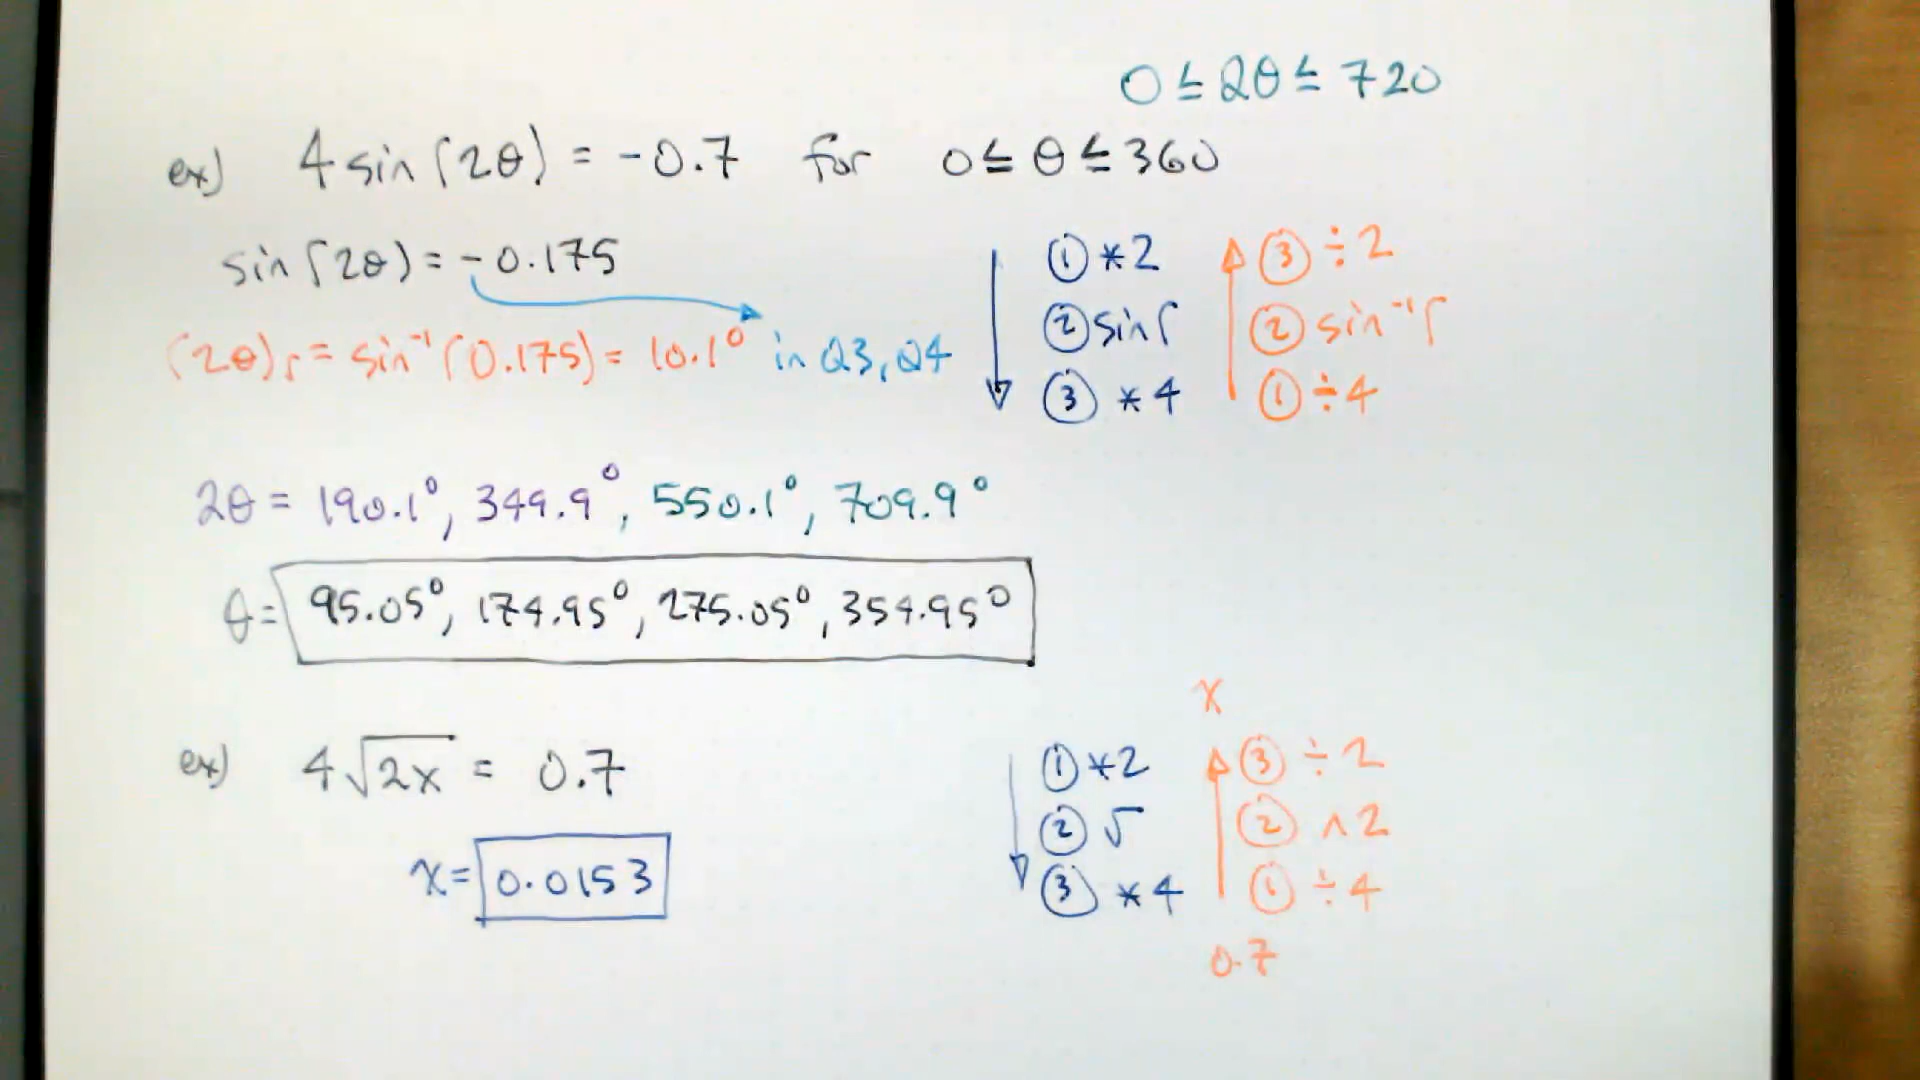 0 ≤ 2θ ≤ 720
ex) 4 sin(2θ) = -0.7 for 0 ≤ θ ≤ 360
sin(2θ) = -0.175
(2θ)r = sin⁻¹(0.175) = 10.1° in Q3, Q4
① *2 ③ ÷2
② sin( ② sin⁻¹(
③ *4 ① ÷4
2θ = 190.1°, 349.9°, 550.1°, 709.9°
θ = 95.05°, 174.95°, 275.05°, 354.95°
x
ex) 4√2x = 0.7
① *2 ③ ÷2
② √ ② ^2
③ *4 ① ÷4
x = 0.0153
0.7